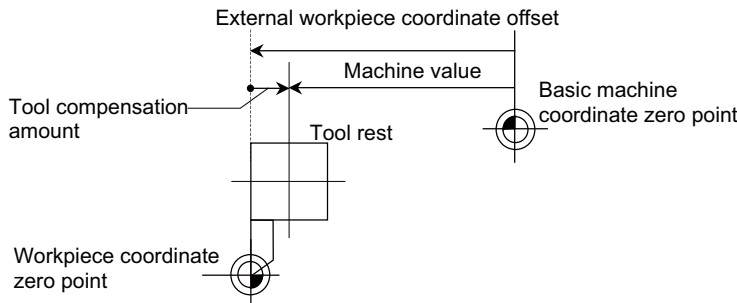 External workpiece coordinate offset
Machine value
Tool compensation
amount
Basic machine
coordinate zero point
Tool rest
Workpiece coordinate
zero point